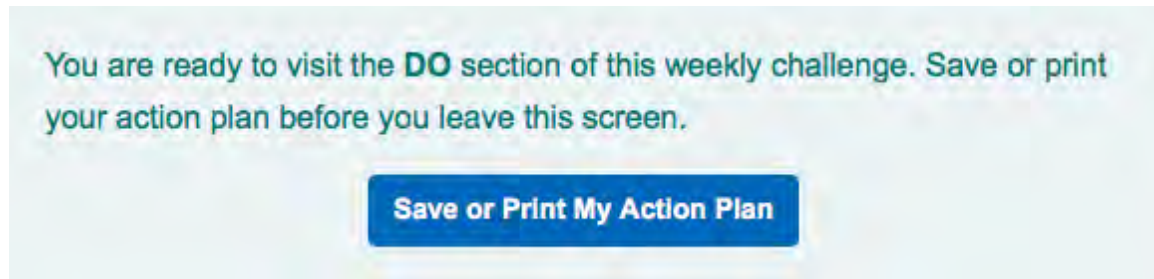 You are ready to visit the DO section of this weekly challenge. Save or print
your action plan before you leave this screen.
Save or Print My Action Plan